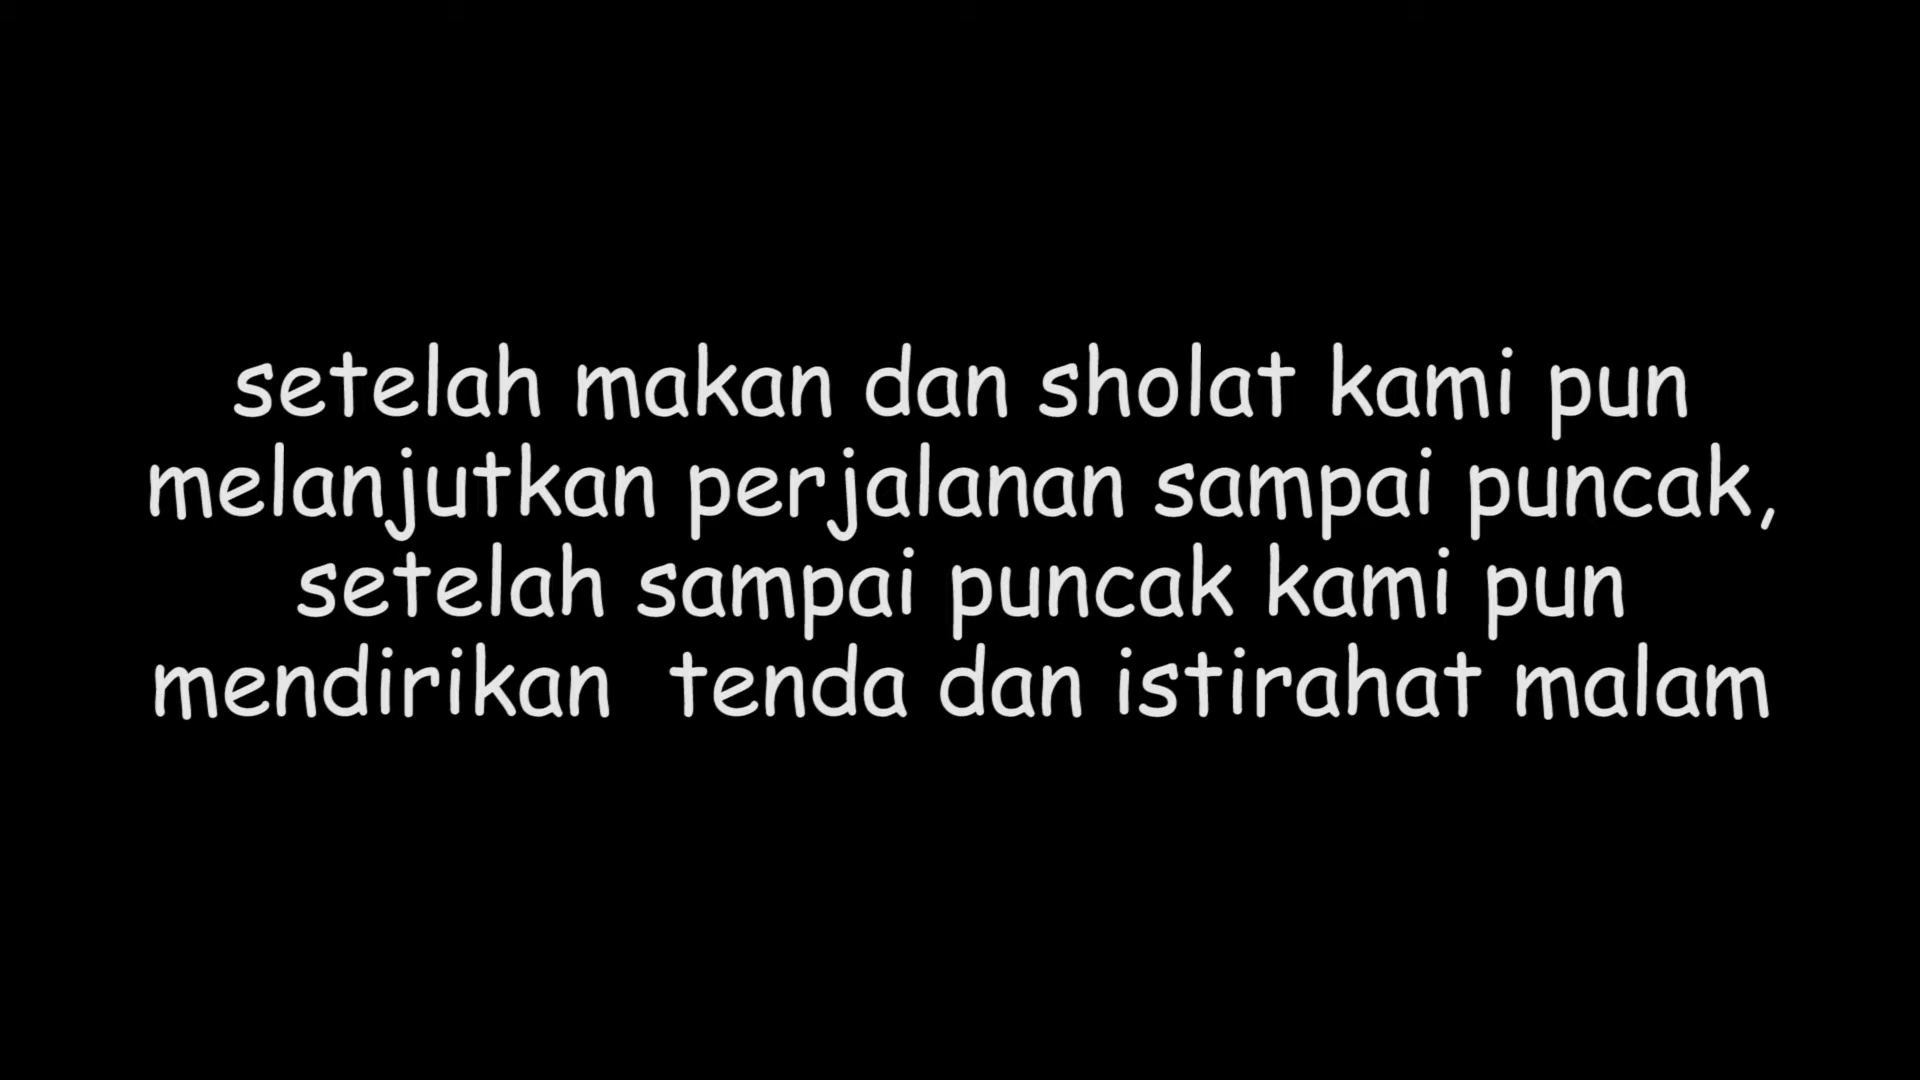 setelah makan dan sholat kami pun
melanjutkan perjalanan sampai puncak,
setelah sampai puncak kami pun
mendirikan  tenda dan istirahat malam